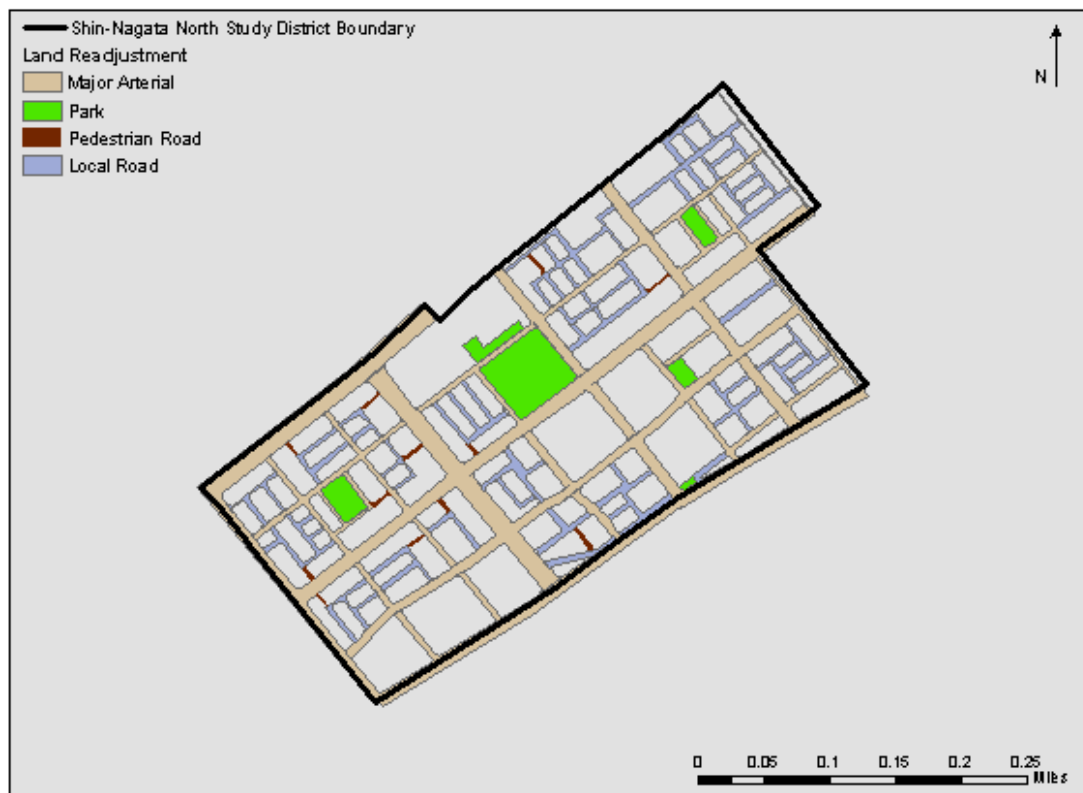 Shin-Nagata North Study District Boundary
Land Readjustment
Major Arterial
Park
Pedestrian Road
Local Road
N
0 0.05 0.1 0.15 0.2 0.25
Miles